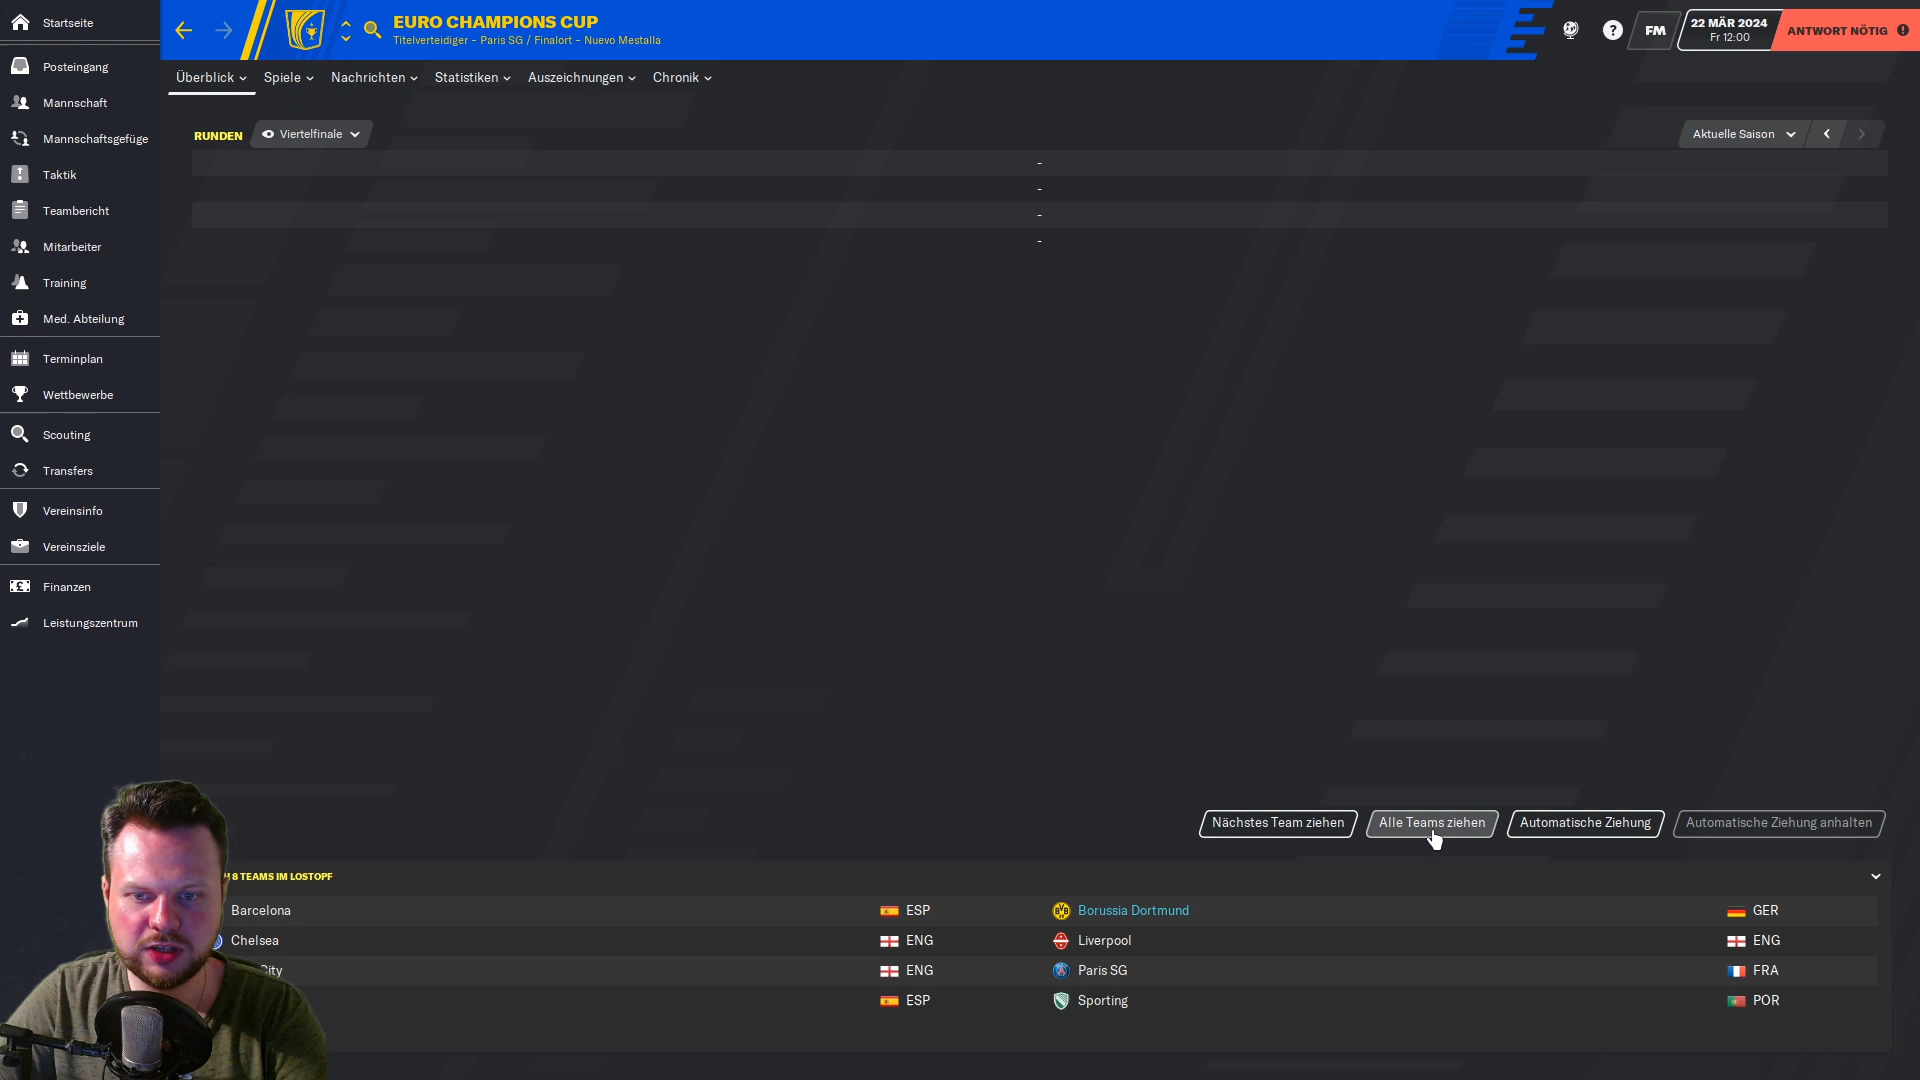 Startseite
Posteingang
Mannschaft
Mannschaftsgefüge
Taktik
Teambericht
Mitarbeiter
Training
Med. Abteilung
Terminplan
Wettbewerbe
Scouting
Transfers
Vereinsinfo
Vereinsziele
Finanzen
Leistungszentrum
EURO CHAMPIONS CUP
Titelverteidiger - Paris SG / Finalort - Nuevo Mestalla
FM
22 MÄR 2024
Fr 12:00
ANTWORT NÖTIG
Überblick Spiele Nachrichten Statistiken Auszeichnungen Chronik
RUNDEN Viertelfinale
Aktuelle Saison
-
-
-
-
Nächstes Team ziehen Alle Teams ziehen Automatische Ziehung Automatische Ziehung anhalten
8 TEAMS IM LOSTOPF
Barcelona ESP Borussia Dortmund GER
Chelsea ENG Liverpool ENG
City ENG Paris SG FRA
ESP Sporting POR